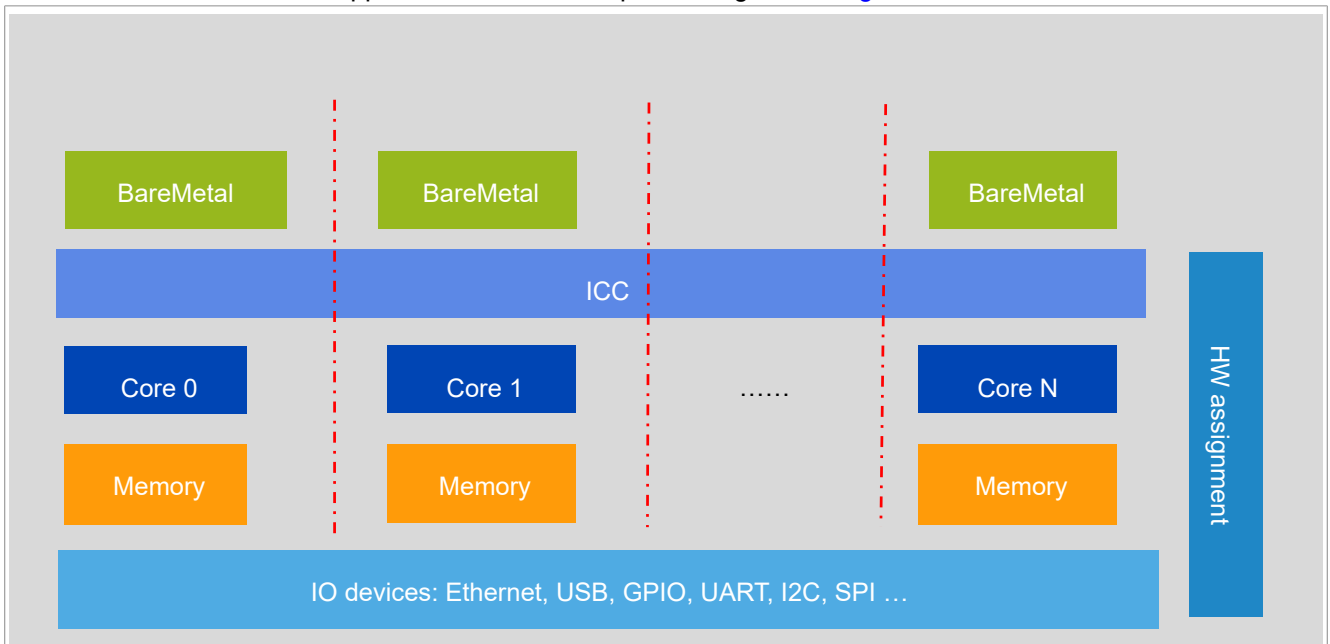 BareMetal
BareMetal
BareMetal
ICC
Core 0
Core 1
……
Core N
HW assignment
Memory
Memory
Memory
IO devices: Ethernet, USB, GPIO, UART, I2C, SPI …